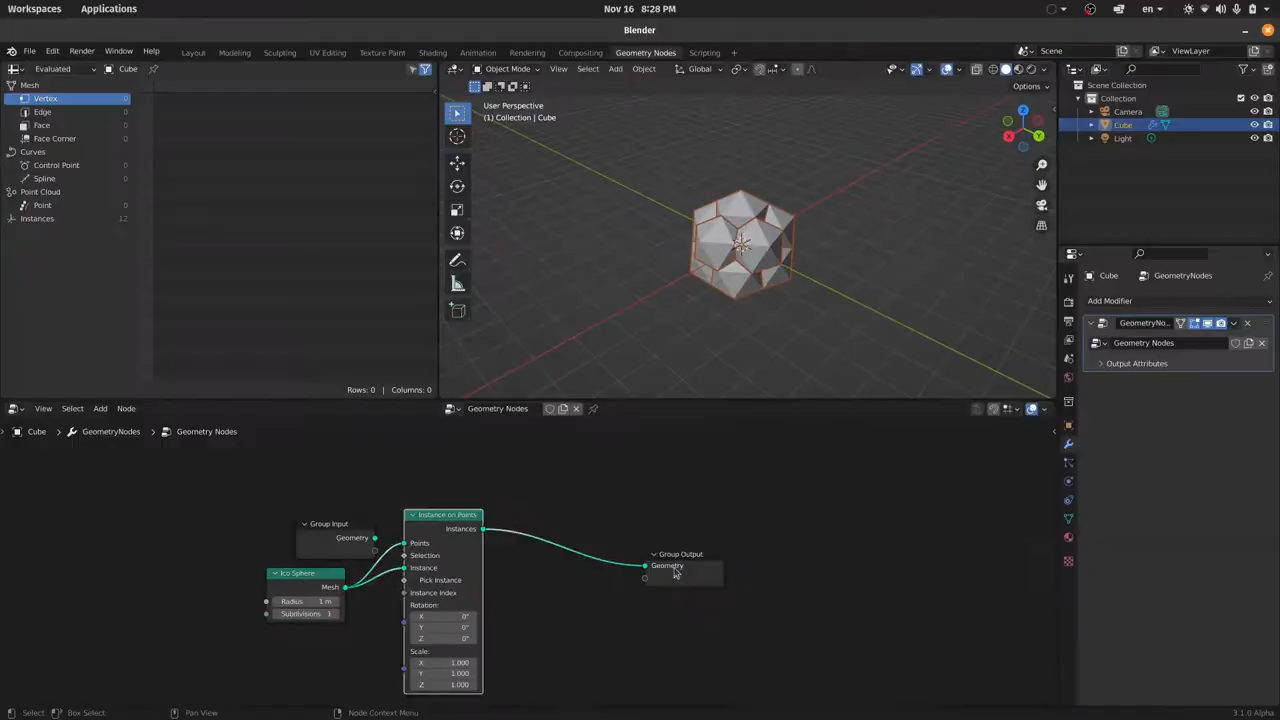 Workspaces Applications Nov 16 8:28 PM en
Blender
File Edit Render Window Help Layout Modeling Sculpting UV Editing Texture Paint Shading Animation Rendering Compositing Geometry Nodes Scripting + Scene ViewLayer
Evaluated Cube Object Mode View Select Add Object Global
Mesh
Vertex 0
Edge 0
Face 0
Face Corner 0
Curves
Control Point 0
Spline 0
Point Cloud
Point 0
Instances 12
Rows: 0 | Columns: 0
Options
User Perspective
(1) Collection | Cube
Z
X
Y
Scene Collection
Collection
Camera
Cube
Light
Cube GeometryNodes
Add Modifier
GeometryNo..
Geometry Nodes
Output Attributes
View Select Add Node Geometry Nodes
Cube > GeometryNodes > Geometry Nodes
Group Input
Geometry
Ico Sphere
Mesh
Radius 1 m
Subdivisions 1
Instance on Points
Instances
Points
Selection
Instance
Pick Instance
Instance Index
Rotation:
X 0°
Y 0°
Z 0°
Scale:
X 1.000
Y 1.000
Z 1.000
Group Output
Geometry
Select Box Select Pan View Node Context Menu 3.1.0 Alpha